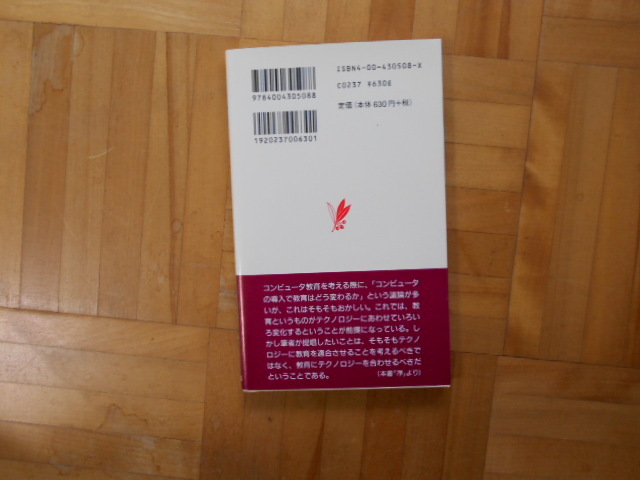 ISBN4-00-430508-X
C0237 ¥630E
定価(本体630円+税)
9784004305088
1920237006301
コンピュータ教育を考える際に、「コンピュータ
の導入で教育はどう変わるか」という議論が多
いが、これはそもそもおかしい。これでは、教
育というものがテクノロジーにあわせていろい
ろ変化するということが前提になっている。し
かし筆者が提唱したいことは、そもそもテクノ
ロジーに教育を適合させることを考えるべきで
はなく、教育にテクノロジーを合わせるべきだ
ということである。
(本書「序」より)